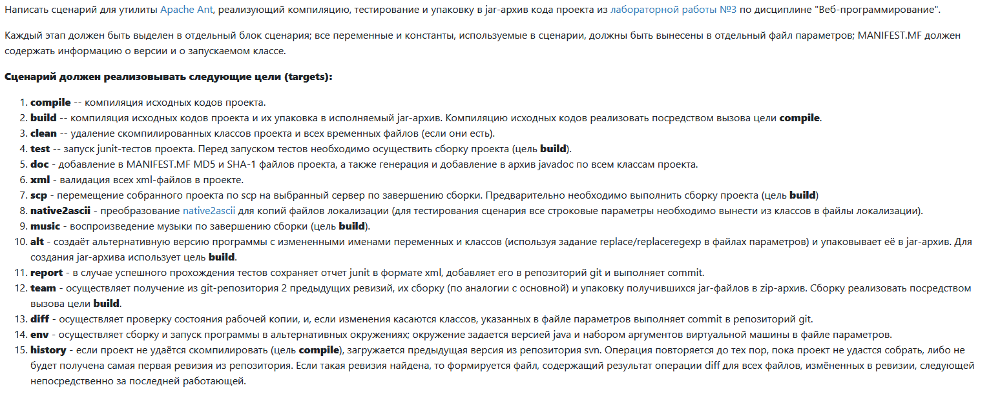 Написать сценарий для утилиты Apache Ant, реализующий компиляцию, тестирование и упаковку в jar-архив кода проекта из лабораторной работы №3 по дисциплине "Веб-программирование".
Каждый этап должен быть выделен в отдельный блок сценария; все переменные и константы, используемые в сценарии, должны быть вынесены в отдельный файл параметров; MANIFEST.MF должен
содержать информацию о версии и о запускаемом классе.
Сценарий должен реализовывать следующие цели (targets):
1. compile -- компиляция исходных кодов проекта.
2. build -- компиляция исходных кодов проекта и их упаковка в исполняемый jar-архив. Компиляцию исходных кодов реализовать посредством вызова цели compile.
3. clean -- удаление скомпилированных классов проекта и всех временных файлов (если они есть).
4. test -- запуск junit-тестов проекта. Перед запуском тестов необходимо осуществить сборку проекта (цель build).
5. doc - добавление в MANIFEST.MF MD5 и SHA-1 файлов проекта, а также генерация и добавление в архив javadoc по всем классам проекта.
6. xml - валидация всех xml-файлов в проекте.
7. scp - перемещение собранного проекта по scp на выбранный сервер по завершению сборки. Предварительно необходимо выполнить сборку проекта (цель build)
8. native2ascii - преобразование native2ascii для копий файлов локализации (для тестирования сценария все строковые параметры необходимо вынести из классов в файлы локализации).
9. music - воспроизведение музыки по завершению сборки (цель build).
10. alt - создаёт альтернативную версию программы с измененными именами переменных и классов (используя задание replace/replaceregexp в файлах параметров) и упаковывает её в jar-архив. Для
создания jar-архива использует цель build.
11. report - в случае успешного прохождения тестов сохраняет отчет junit в формате xml, добавляет его в репозиторий git и выполняет commit.
12. team - осуществляет получение из git-репозитория 2 предыдущих ревизий, их сборку (по аналогии с основной) и упаковку получившихся jar-файлов в zip-архив. Сборку реализовать посредством
вызова цели build.
13. diff - осуществляет проверку состояния рабочей копии, и, если изменения касаются классов, указанных в файле параметров выполняет commit в репозиторий git.
14. env - осуществляет сборку и запуск программы в альтернативных окружениях; окружение задается версией java и набором аргументов виртуальной машины в файле параметров.
15. history - если проект не удаётся скомпилировать (цель compile), загружается предыдущая версия из репозитория svn. Операция повторяется до тех пор, пока проект не удастся собрать, либо не
будет получена самая первая ревизия из репозитория. Если такая ревизия найдена, то формируется файл, содержащий результат операции diff для всех файлов, измёненных в ревизии, следующей
непосредственно за последней работающей.